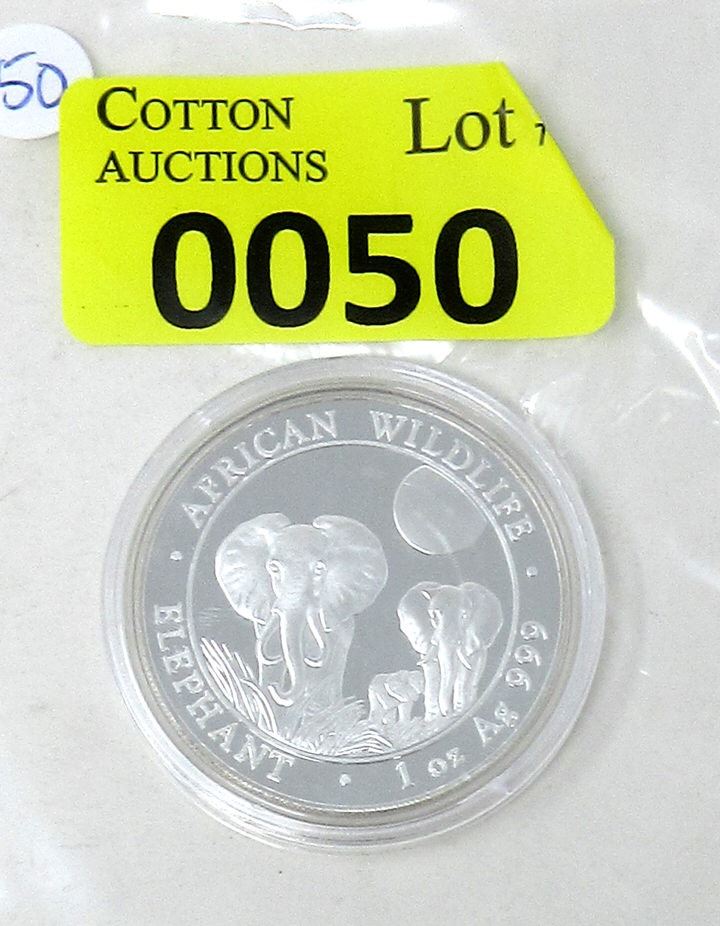 50
COTTON
AUCTIONS
Lot
0050
AFRICAN WILDLIFE
ELEPHANT
1 oz Ag 999